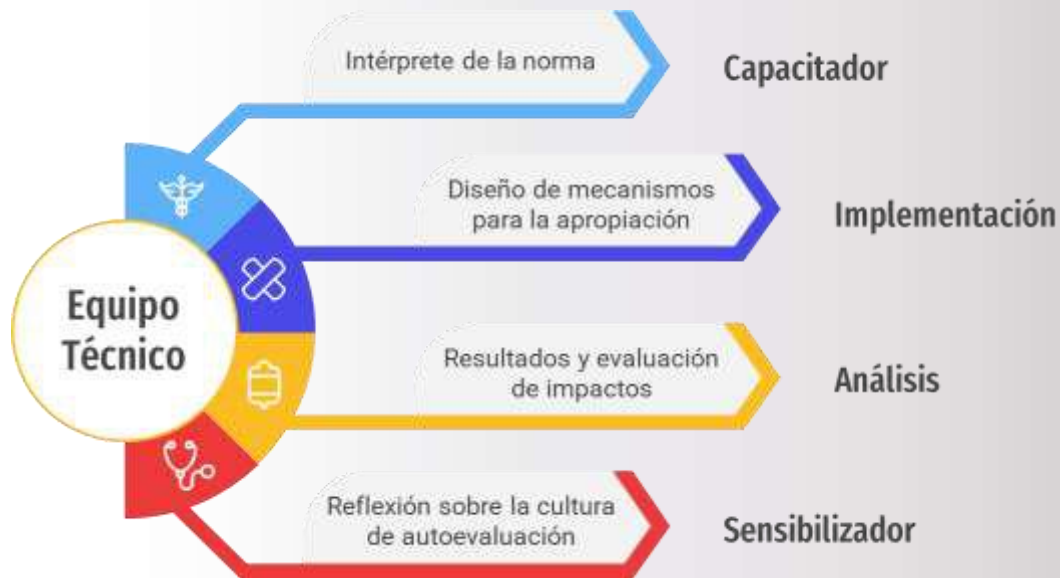 Intérprete de la norma
Capacitador
Diseño de mecanismos
para la apropiación
Implementación
Equipo
Técnico
Resultados y evaluación
de impactos
Análisis
Reflexión sobre la cultura
de autoevaluación
Sensibilizador